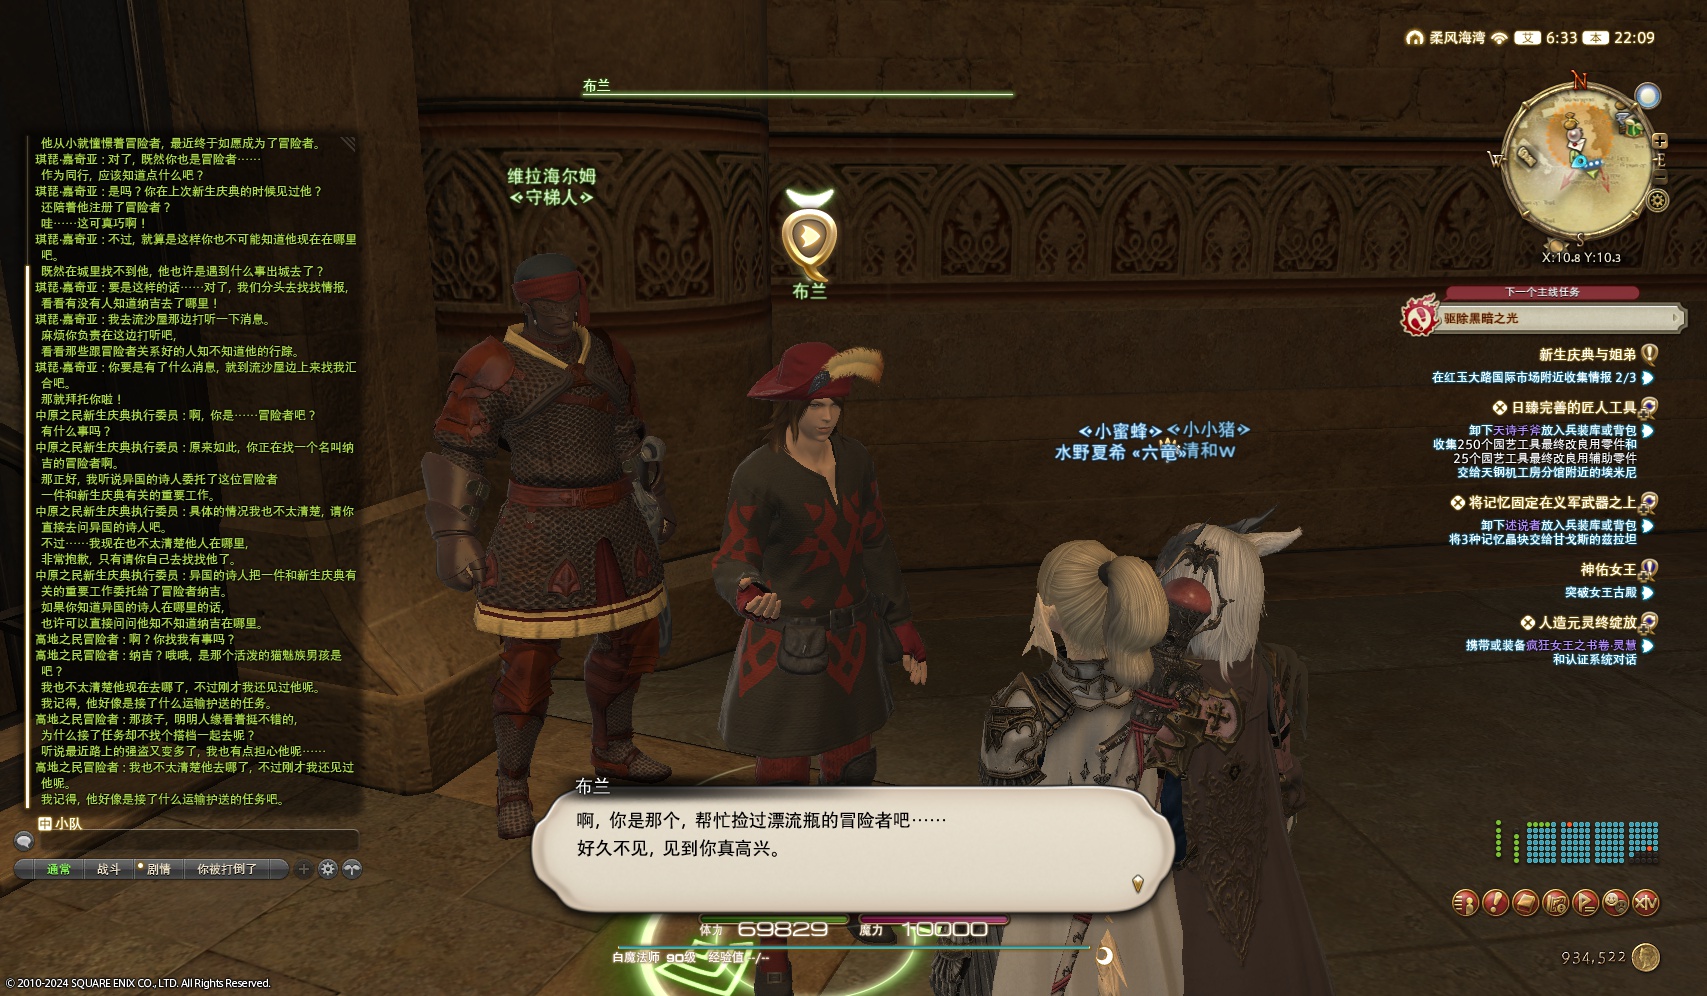 柔风海湾 艾 6:33 本 22:09
布兰
他从小就憧憬着冒险者，最近终于如愿成为了冒险者。
琪琵·嘉奇亚：对了，既然你也是冒险者……
作为同行，应该知道点什么吧？
琪琵·嘉奇亚：是吗？你在上次新生庆典的时候见过他？
还陪着他注册了冒险者？
哇……这可真巧啊！
琪琵·嘉奇亚：不过，就算是这样你也不可能知道他现在在哪里
吧。
既然在城里找不到他，他也许是遇到什么事出城去了？
琪琵·嘉奇亚：要是这样的话……对了，我们分头去找找情报，
看看有没有人知道纳吉去了哪里！
琪琵·嘉奇亚：我去流沙屋那边打听一下消息。
麻烦你负责在这边打听吧，
看看那些跟冒险者关系好的人知不知道他的行踪。
琪琵·嘉奇亚：你要是有了什么消息，就到流沙屋边上来找我汇
合吧。
那就拜托你啦！
中原之民新生庆典执行委员：啊，你是……冒险者吧？
有什么事吗？
中原之民新生庆典执行委员：原来如此，你正在找一个名叫纳
吉的冒险者啊。
那正好，我听说异国的诗人委托了这位冒险者
一件和新生庆典有关的重要工作。
中原之民新生庆典执行委员：具体的情况我也不太清楚，请你
直接去问异国的诗人吧。
不过……我现在也不太清楚他人在哪里，
非常抱歉，只有请你自己去找找他了。
中原之民新生庆典执行委员：异国的诗人把一件和新生庆典有
关的重要工作委托给了冒险者纳吉。
如果你知道异国的诗人在哪里的话，
也许可以直接问问他知不知道纳吉在哪里。
高地之民冒险者：啊？你找我有事吗？
高地之民冒险者：纳吉？哦哦，是那个活泼的猫魅族男孩是
吧？
我也不太清楚他现在去哪了，不过刚才我还见过他呢。
我记得，他好像是接了什么运输护送的任务。
高地之民冒险者：那孩子，明明人缘看着挺不错的，
为什么接了任务却不找个搭档一起去呢？
听说最近路上的强盗又变多了，我也有点担心他呢……
高地之民冒险者：我也不太清楚他去哪了，不过刚才我还见过
他呢。
我记得，他好像是接了什么运输护送的任务吧。
中 小队
通常 战斗 剧情 你被打倒了
维拉海尔姆
<守梯人>
布兰
<小蜜蜂> <小小猪>
水野夏希 «六竜» 清和w
N
W
E
S
X:10.8 Y:10.3
下一个主线任务
驱除黑暗之光
新生庆典与姐弟
在红玉大路国际市场附近收集情报 2/3
日臻完善的匠人工具
卸下天诗手斧放入兵装库或背包
收集250个园艺工具最终改良用零件和
25个园艺工具最终改良用辅助零件
交给天钢机工房分馆附近的埃米尼
将记忆固定在义军武器之上
卸下述说者放入兵装库或背包
将3种记忆晶块交给甘戈斯的兹拉坦
神佑女王
突破女王古殿
人造元灵终绽放
携带或装备疯狂女王之书卷·灵慧
和认证系统对话
布兰
啊，你是那个，帮忙捡过漂流瓶的冒险者吧……
好久不见，见到你真高兴。
体力 69829 魔力 10000
白魔法师 90级 经验值--/--
934,522
© 2010-2024 SQUARE ENIX CO., LTD. All Rights Reserved.